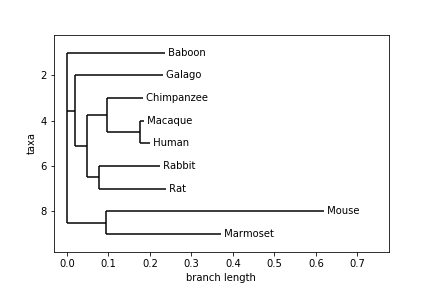 Baboon
2 Galago
Chimpanzee
4 Macaque
Human
taxa
6 Rabbit
Rat
8 Mouse
Marmoset
0.0 0.1 0.2 0.3 0.4 0.5 0.6 0.7
branch length